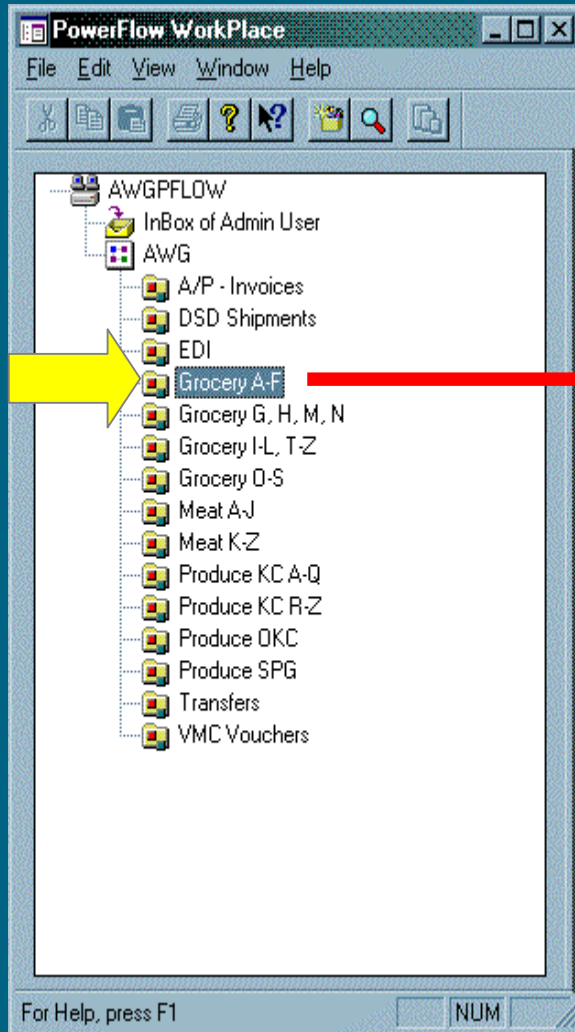 PowerFlow WorkPlace
File Edit View Window Help
AWGPFLOW
InBox of Admin User
AWG
A/P - Invoices
DSD Shipments
EDI
Grocery A-F
Grocery G, H, M, N
Grocery I-L, T-Z
Grocery O-S
Meat A-J
Meat K-Z
Produce KC A-Q
Produce KC R-Z
Produce OKC
Produce SPG
Transfers
VMC Vouchers
For Help, press F1 NUM